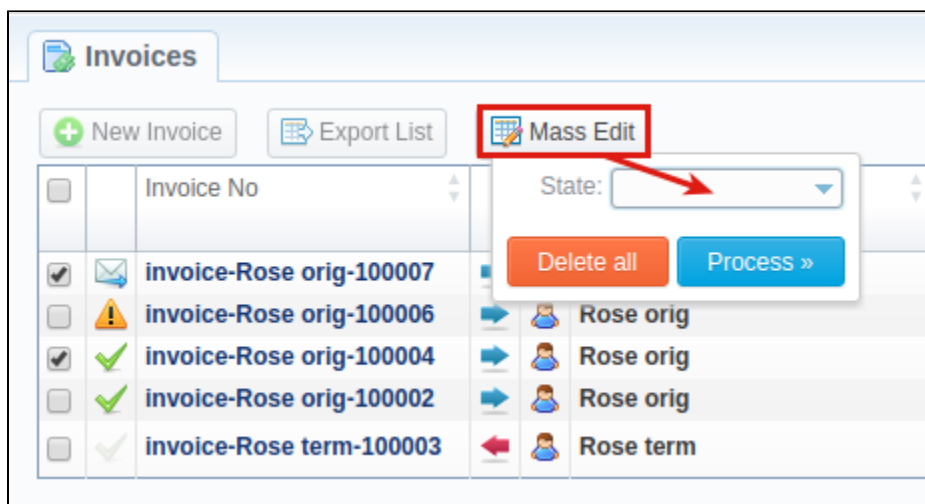 Invoices
New Invoice
Export List
Mass Edit
Invoice No
State:
Delete all
Process »
invoice-Rose orig-100007
invoice-Rose orig-100006 Rose orig
invoice-Rose orig-100004 Rose orig
invoice-Rose orig-100002 Rose orig
invoice-Rose term-100003 Rose term